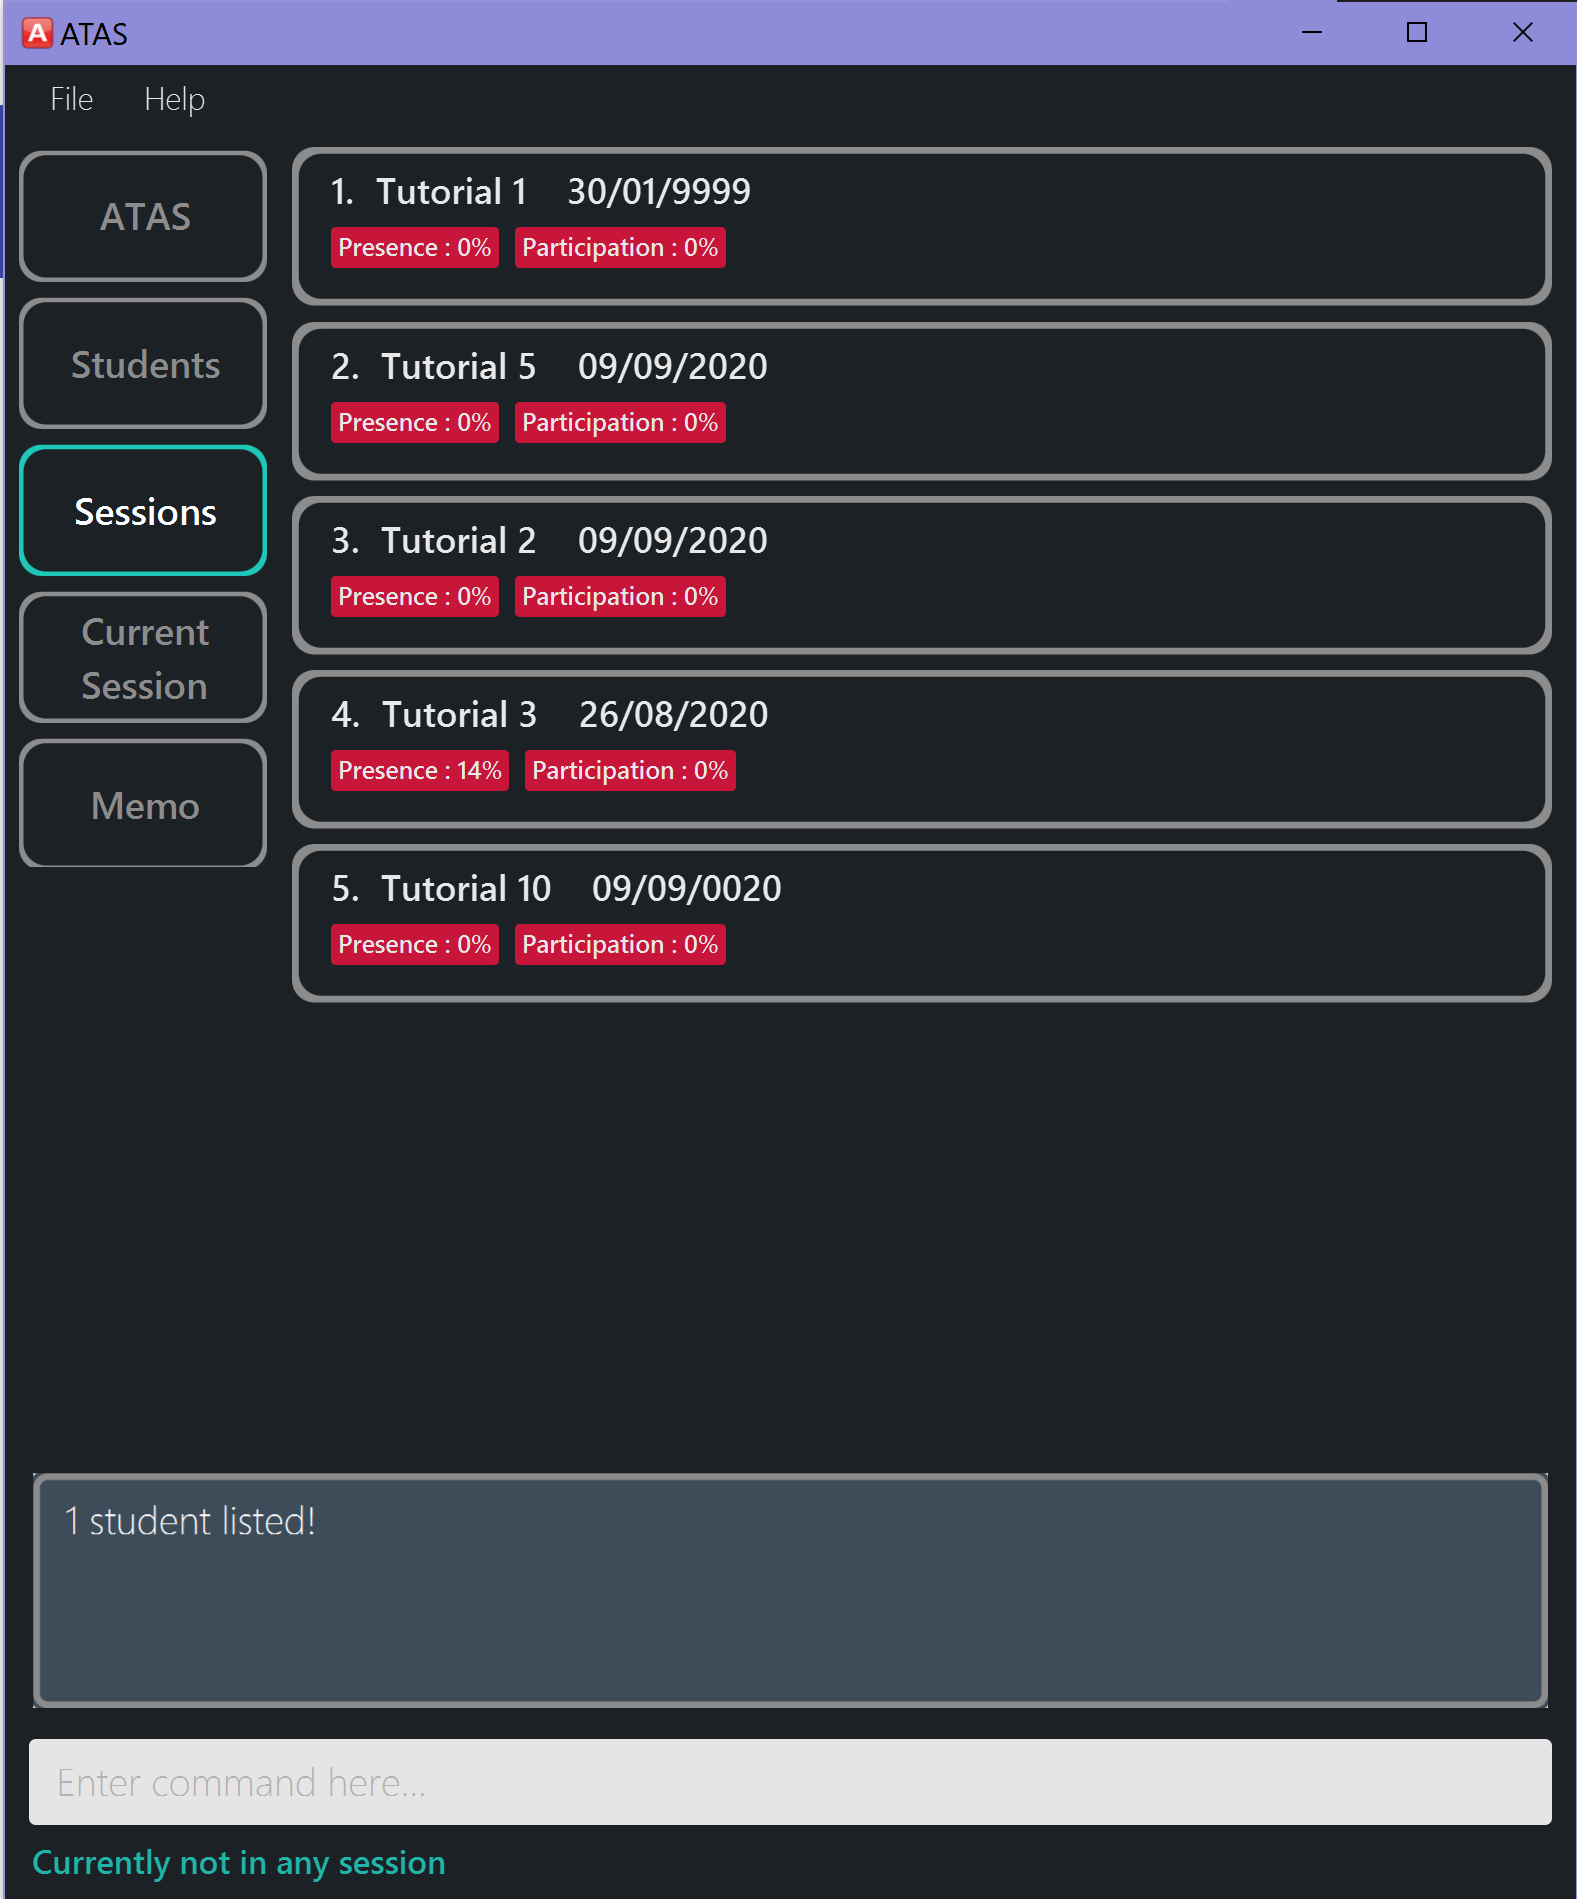 A ATAS
File Help
ATAS
Students
Sessions
Current
Session
Memo
1. Tutorial 1 30/01/9999
Presence : 0% Participation : 0%
2. Tutorial 5 09/09/2020
Presence : 0% Participation : 0%
3. Tutorial 2 09/09/2020
Presence : 0% Participation : 0%
4. Tutorial 3 26/08/2020
Presence : 14% Participation : 0%
5. Tutorial 10 09/09/0020
Presence : 0% Participation : 0%
1 student listed!
Enter command here...
Currently not in any session